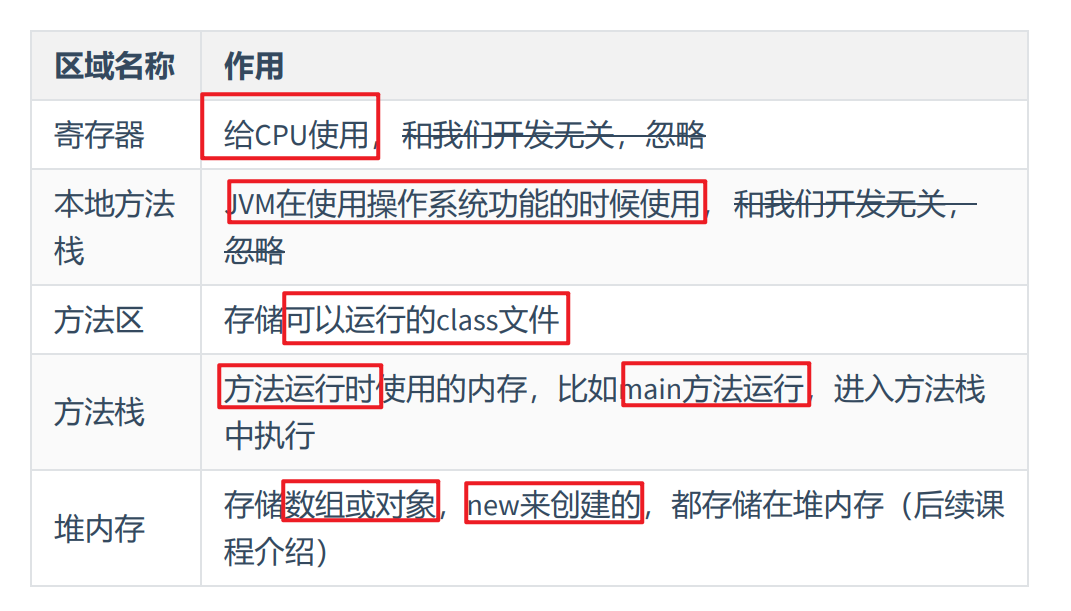 区域名称 作用
寄存器 给CPU使用，和我们开发无关，忽略
本地方法 JVM在使用操作系统功能的时候使用，和我们开发无关，
栈 忽略
方法区 存储可以运行的class文件
方法栈 方法运行时使用的内存，比如main方法运行，进入方法栈
中执行
堆内存 存储数组或对象，new来创建的，都存储在堆内存（后续课
程介绍）